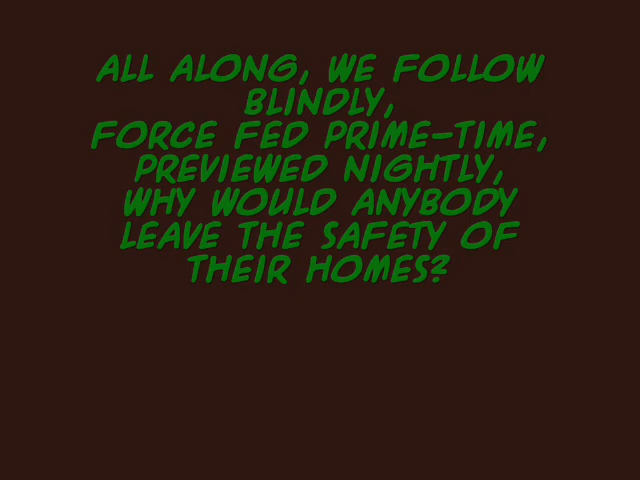 ALL ALONG, WE FOLLOW
BLINDLY,
FORCE FED PRIME-TIME,
PREVIEWED NIGHTLY,
WHY WOULD ANYBODY
LEAVE THE SAFETY OF
THEIR HOMES?